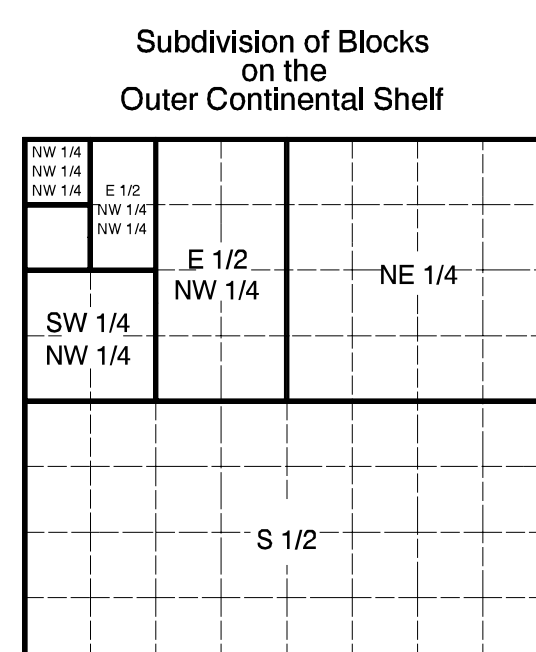 Subdivision of Blocks
on the
Outer Continental Shelf
NW 1/4
NW 1/4
NW 1/4
E 1/2
NW 1/4
NW 1/4
E 1/2
NW 1/4
NE 1/4
SW 1/4
NW 1/4
S 1/2